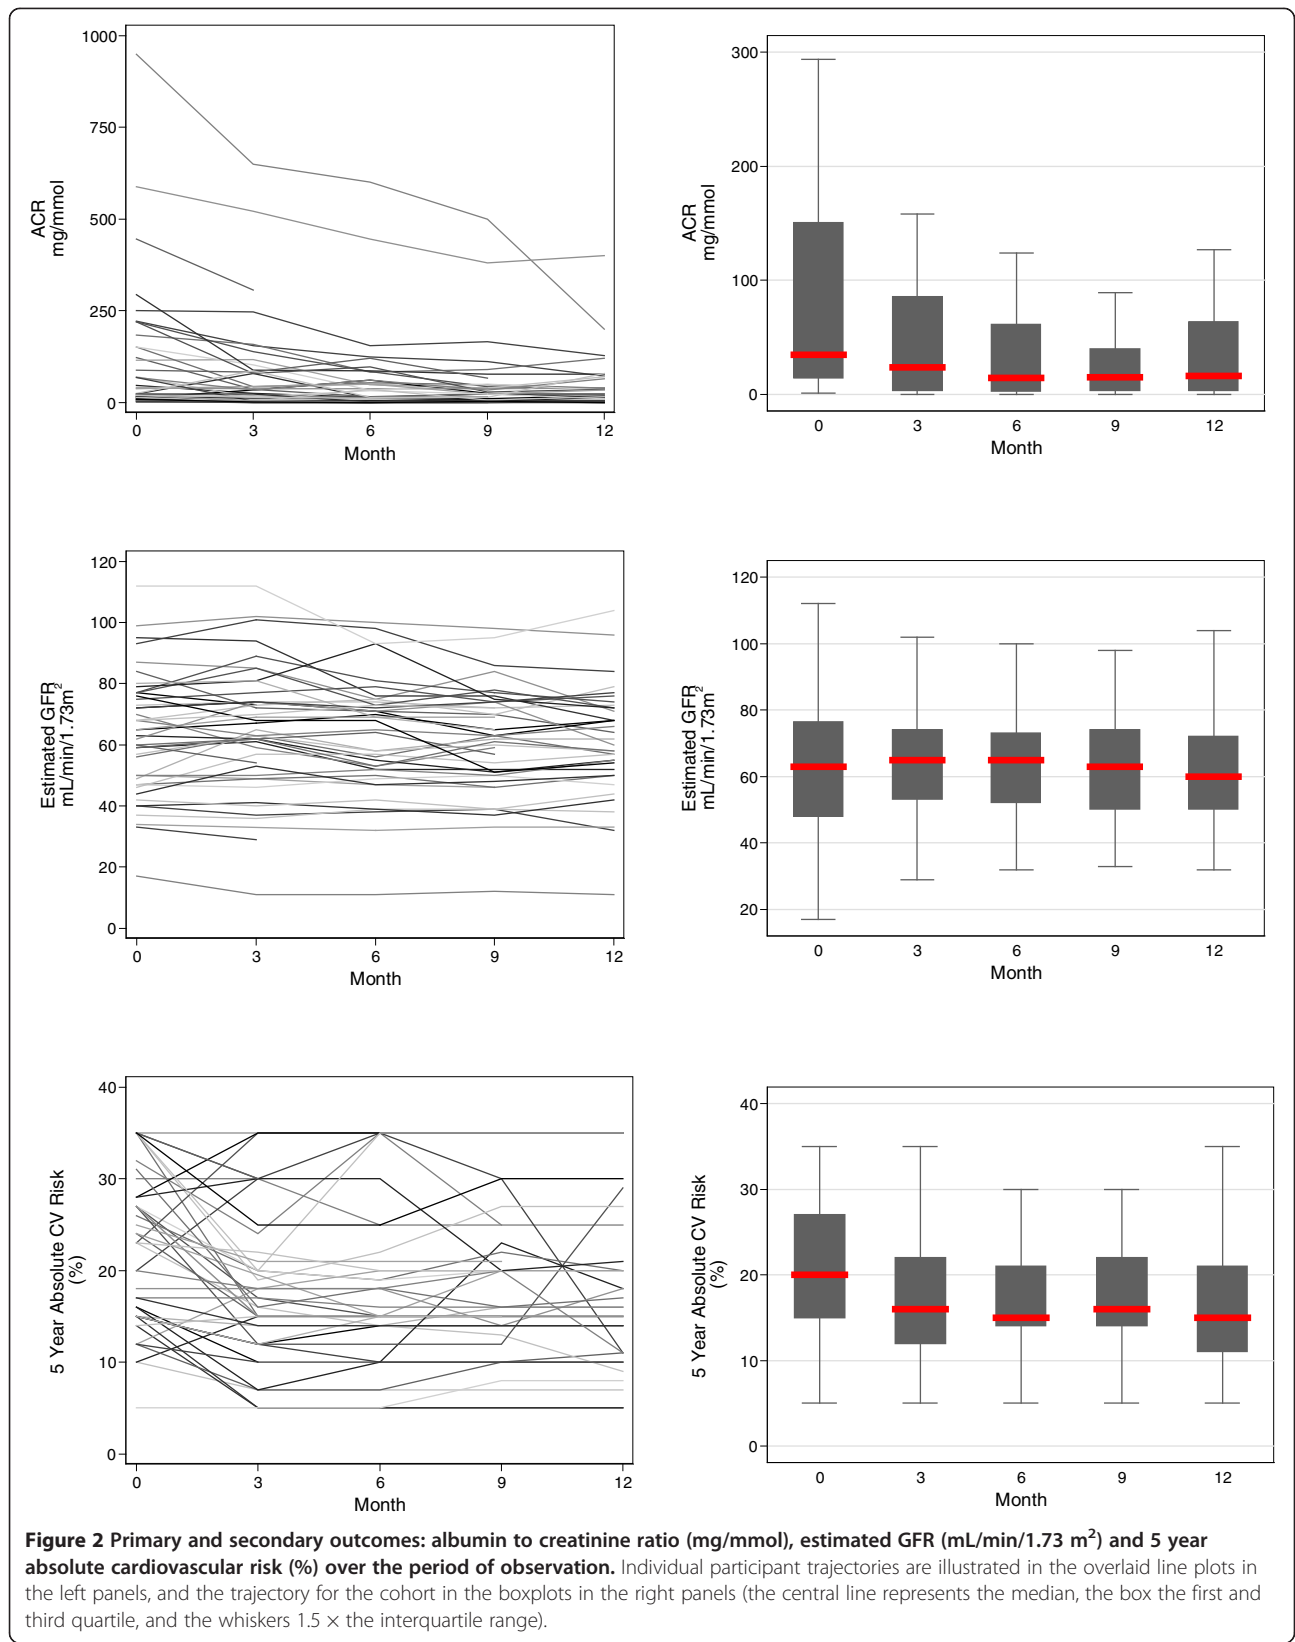 1000
750
500
250
0
ACR
mg/mmol
0 3 6 9 12
Month
300
200
100
0
ACR
mg/mmol
0 3 6 9 12
Month
120
100
80
60
40
20
0
Estimated GFR
mL/min/1.73m²
0 3 6 9 12
Month
120
100
80
60
40
20
Estimated GFR
mL/min/1.73m²
0 3 6 9 12
Month
40
30
20
10
0
5 Year Absolute CV Risk
(%)
0 3 6 9 12
Month
40
30
20
10
0
5 Year Absolute CV Risk
(%)
0 3 6 9 12
Month
Figure 2 Primary and secondary outcomes: albumin to creatinine ratio (mg/mmol), estimated GFR (mL/min/1.73 m²) and 5 year
absolute cardiovascular risk (%) over the period of observation. Individual participant trajectories are illustrated in the overlaid line plots in
the left panels, and the trajectory for the cohort in the boxplots in the right panels (the central line represents the median, the box the first and
third quartile, and the whiskers 1.5 × the interquartile range).